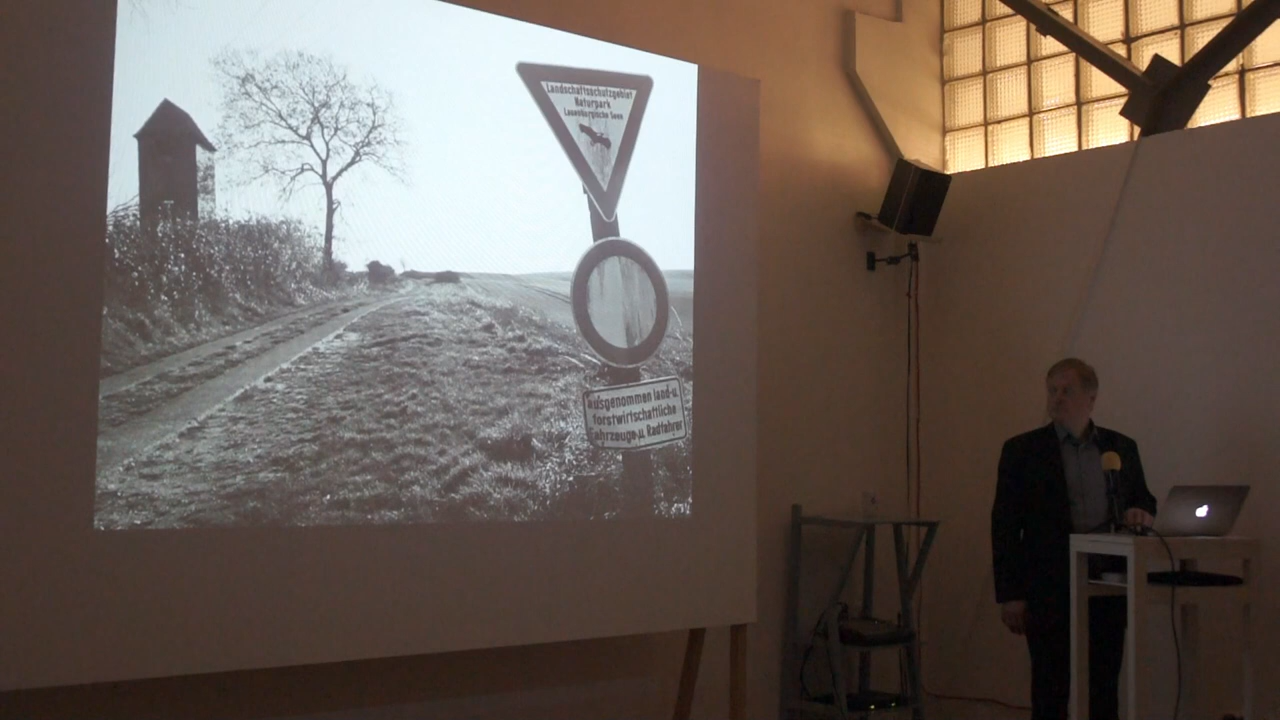 Landschaftsschutzgebiet
Naturpark
Lauenburgische Seen
ausgenommen land-u.
forstwirtschaftliche
Fahrzeuge u. Radfahrer